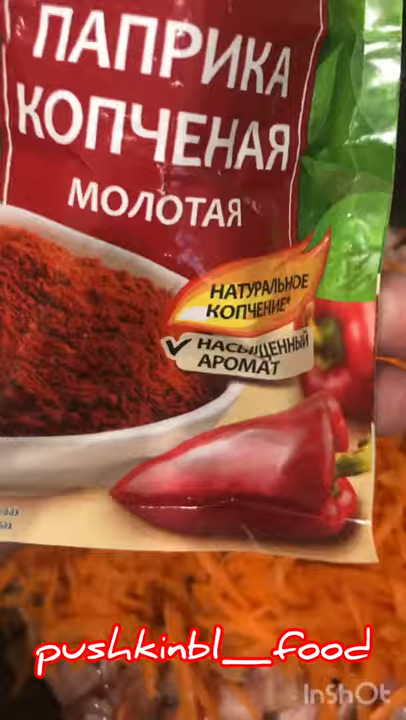 ПАПРИКА
КОПЧЕНАЯ
МОЛОТАЯ
НАТУРАЛЬНОЕ
КОПЧЕНИЕ*
НАСЫЩЕННЫЙ
АРОМАТ
pushkinbl__food
InShOt